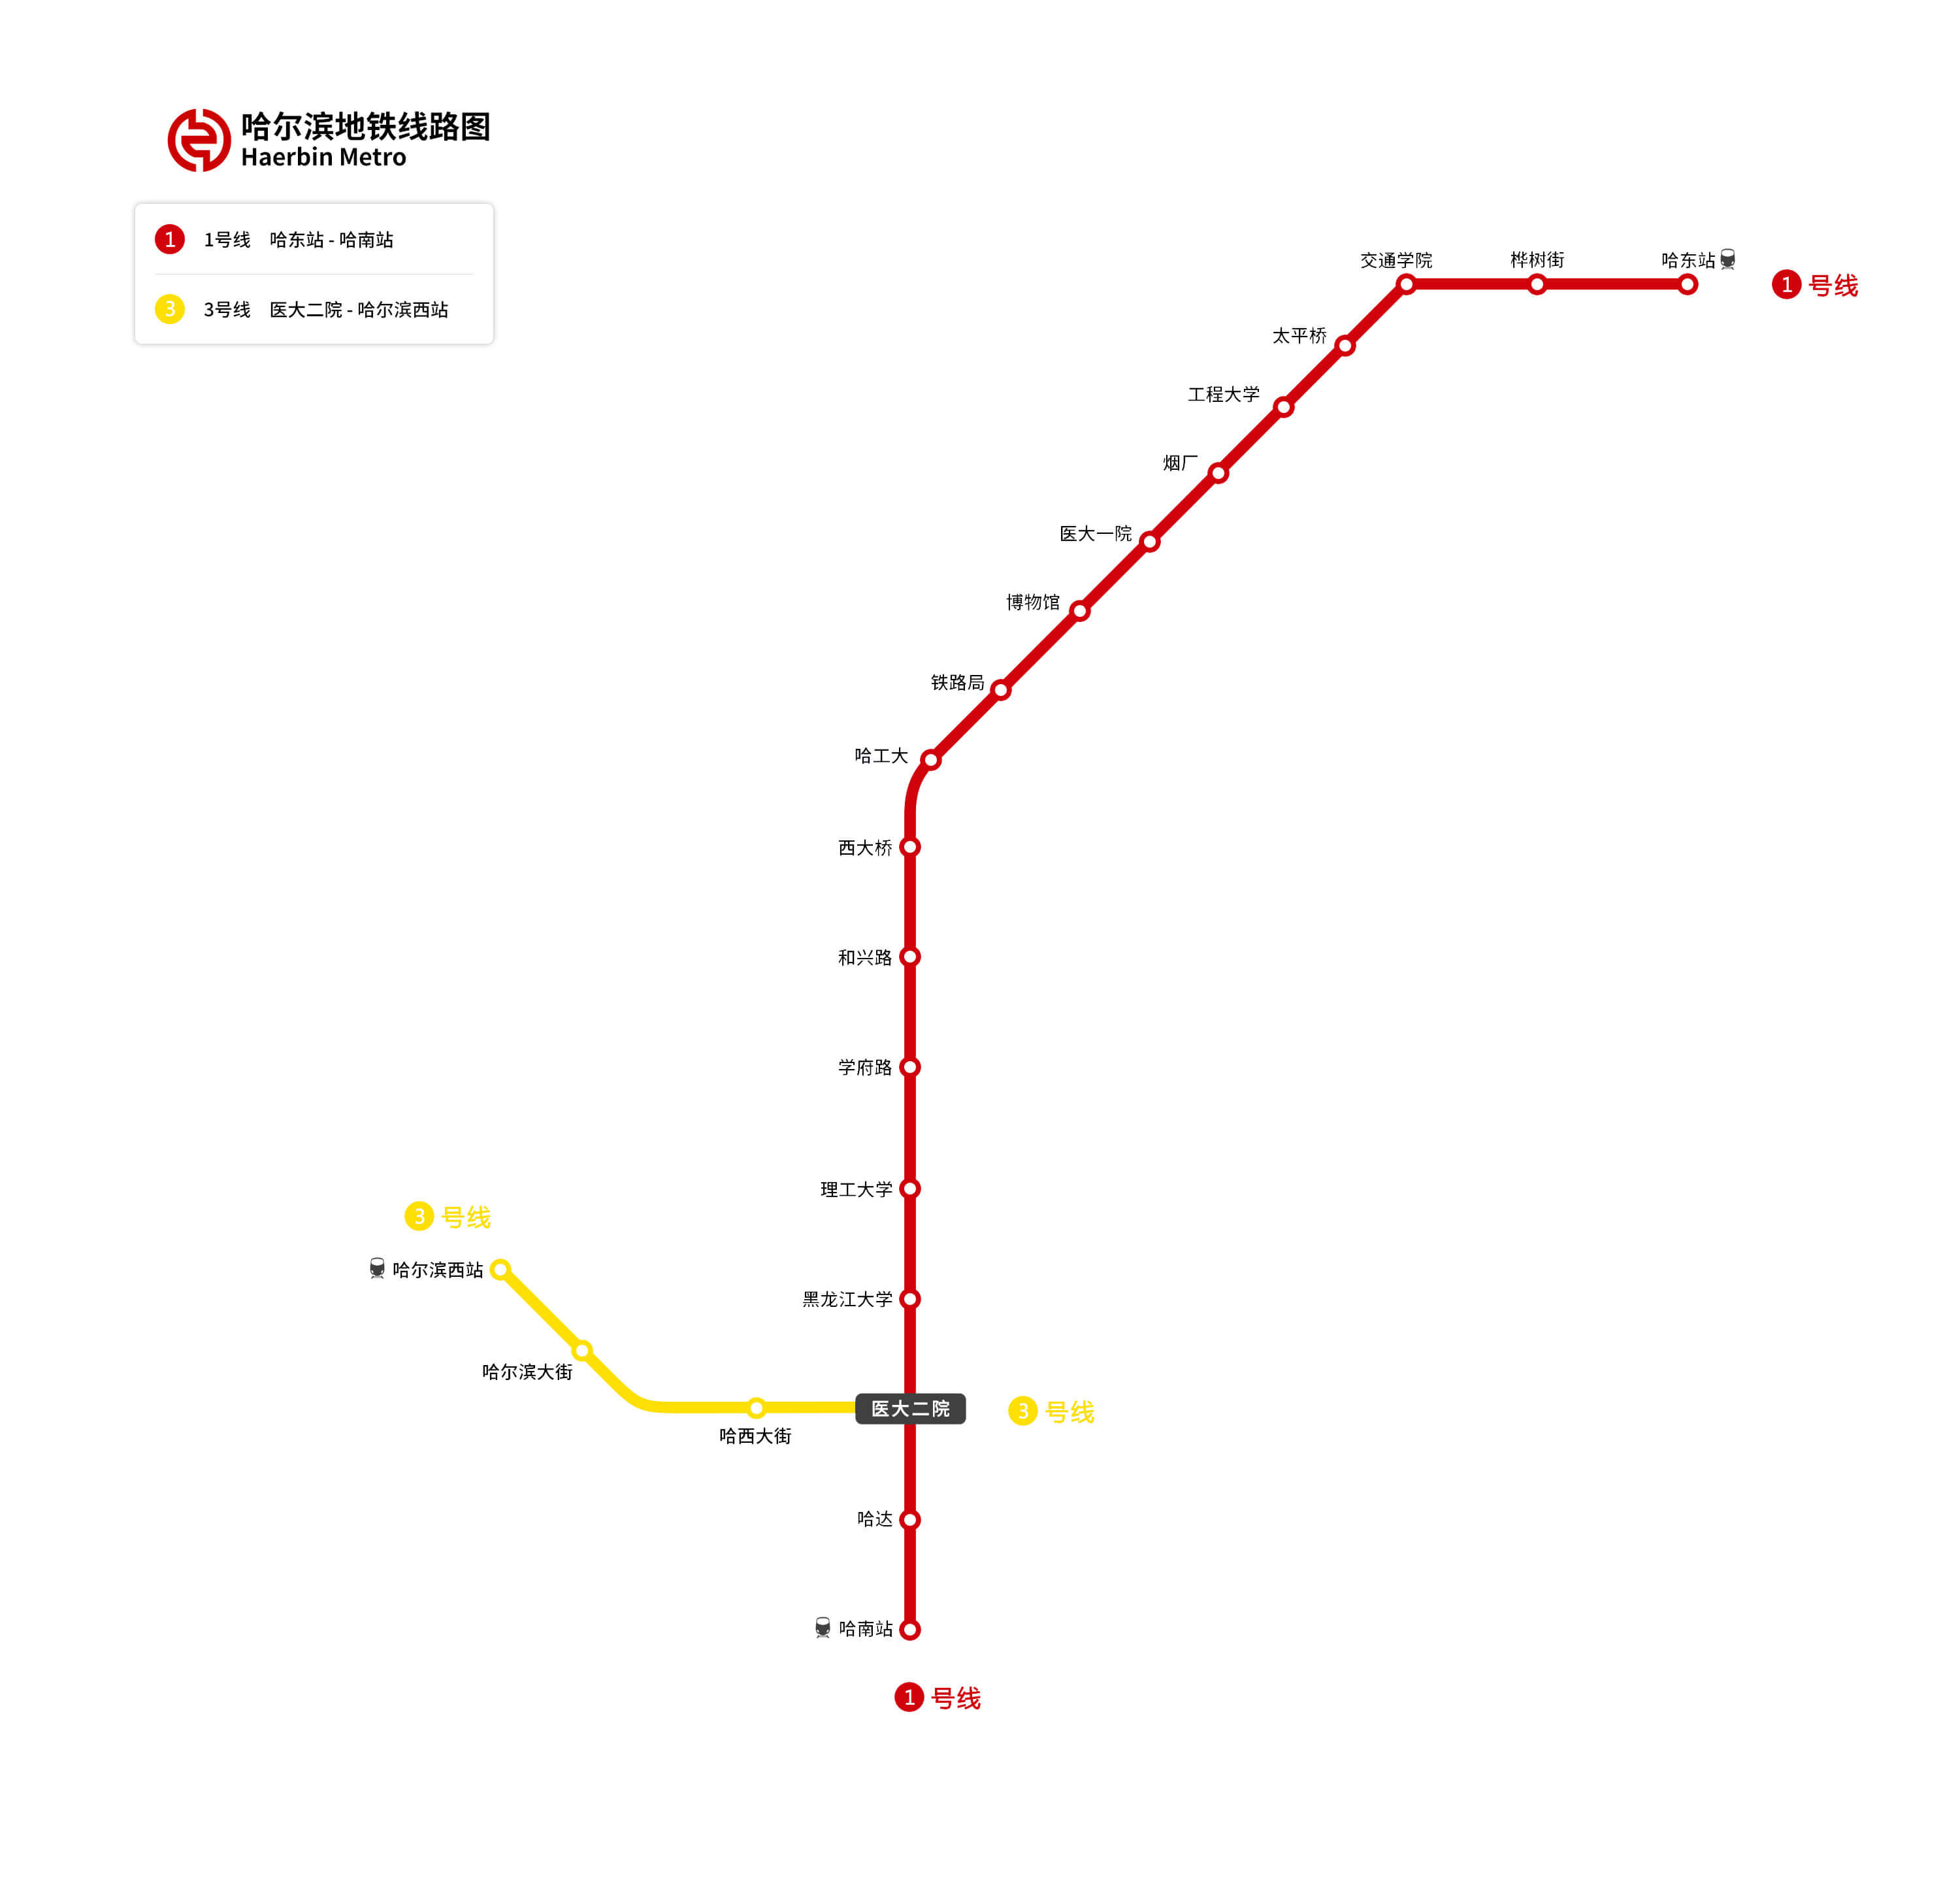 哈尔滨地铁线路图
Haerbin Metro
1 1号线 哈东站 - 哈南站
3 3号线 医大二院 - 哈尔滨西站
交通学院
桦树街
哈东站
1 号线
太平桥
工程大学
烟厂
医大一院
博物馆
铁路局
哈工大
西大桥
和兴路
学府路
理工大学
3 号线
哈尔滨西站
黑龙江大学
哈尔滨大街
医大二院
3 号线
哈西大街
哈达
哈南站
1 号线